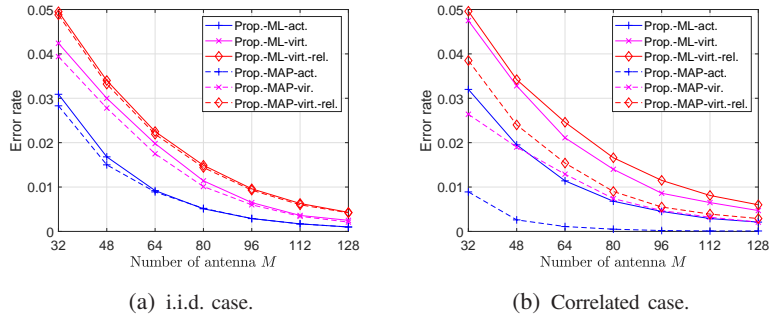 0.05
0.04
0.03
0.02
0.01
0
Error rate
32 48 64 80 96 112 128
Number of antenna M
Prop.-ML-act.
Prop.-ML-virt.
Prop.-ML-virt.-rel.
Prop.-MAP-act.
Prop.-MAP-vir.
Prop.-MAP-virt.-rel.
(a) i.i.d. case.
0.05
0.04
0.03
0.02
0.01
0
Error rate
32 48 64 80 96 112 128
Number of antenna M
Prop.-ML-act.
Prop.-ML-virt.
Prop.-ML-virt.-rel.
Prop.-MAP-act.
Prop.-MAP-vir.
Prop.-MAP-virt.-rel.
(b) Correlated case.